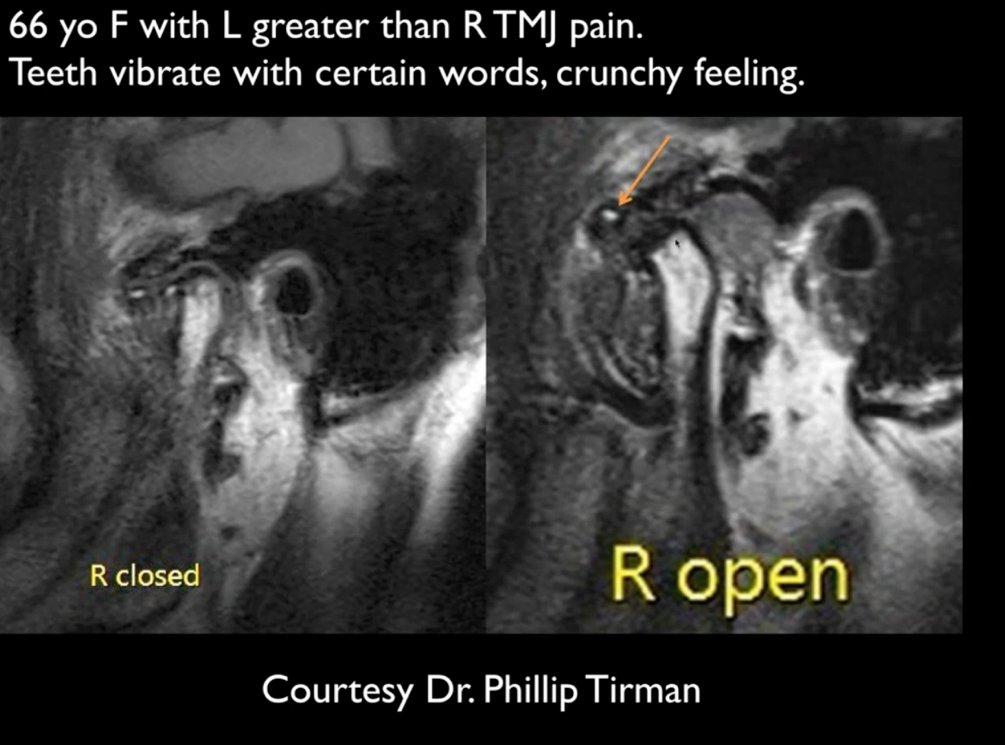 66 yo F with L greater than R TMJ pain.
Teeth vibrate with certain words, crunchy feeling.
R closed
R open
Courtesy Dr. Phillip Tirman